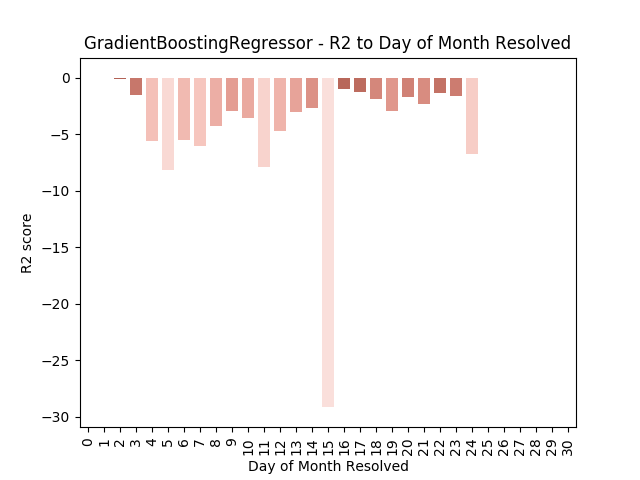 GradientBoostingRegressor - R2 to Day of Month Resolved
0
−5
−10
−15
−20
−25
−30
R2 score
0 1 2 3 4 5 6 7 8 9 10 11 12 13 14 15 16 17 18 19 20 21 22 23 24 25 26 27 28 29 30
Day of Month Resolved